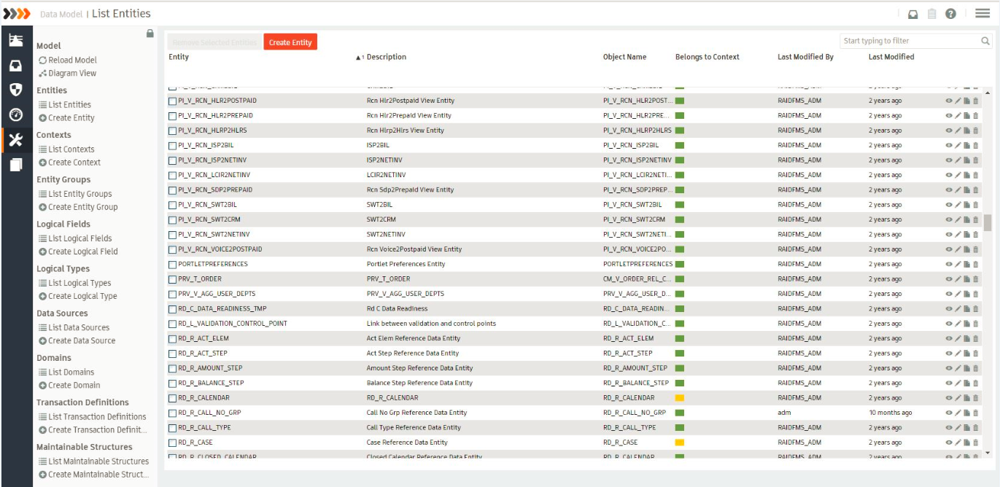 Data Model | List Entities
Model
Reload Model
Diagram View
Entities
List Entities
Create Entity
Contexts
List Contexts
Create Context
Entity Groups
List Entity Groups
Create Entity Group
Logical Fields
List Logical Fields
Create Logical Field
Logical Types
List Logical Types
Create Logical Type
Data Sources
List Data Sources
Create Data Source
Domains
List Domains
Create Domain
Transaction Definitions
List Transaction Definitions
Create Transaction Definit...
Maintainable Structures
List Maintainable Structures
Create Maintainable Struct...
Remove Selected Entities Create Entity Start typing to filter
Entity ▲1 Description Object Name Belongs to Context Last Modified By Last Modified
PI_V_RCN_HLR2POSTPAID Rcn Hlr2Postpaid View Entity PI_V_RCN_HLR2POST... RAIDFMS_ADM 2 years ago
PI_V_RCN_HLR2PREPAID Rcn Hlr2Prepaid View Entity PI_V_RCN_HLR2PRE... RAIDFMS_ADM 2 years ago
PI_V_RCN_HLRP2HLRS Rcn Hlrp2Hlrs View Entity PI_V_RCN_HLRP2HLRS RAIDFMS_ADM 2 years ago
PI_V_RCN_ISP2BIL ISP2BIL PI_V_RCN_ISP2BIL RAIDFMS_ADM 2 years ago
PI_V_RCN_ISP2NETINV ISP2NETINV PI_V_RCN_ISP2NETINV RAIDFMS_ADM 2 years ago
PI_V_RCN_LCIR2NETINV LCIR2NETINV PI_V_RCN_LCIR2NETI... RAIDFMS_ADM 2 years ago
PI_V_RCN_SDP2PREPAID Rcn Sdp2Prepaid View Entity PI_V_RCN_SDP2PREP... RAIDFMS_ADM 2 years ago
PI_V_RCN_SWT2BIL SWT2BIL PI_V_RCN_SWT2BIL RAIDFMS_ADM 2 years ago
PI_V_RCN_SWT2CRM SWT2CRM PI_V_RCN_SWT2CRM RAIDFMS_ADM 2 years ago
PI_V_RCN_SWT2NETINV SWT2NETINV PI_V_RCN_SWT2NETI... RAIDFMS_ADM 2 years ago
PI_V_RCN_VOICE2POSTPAID Rcn Voice2Postpaid View Entity PI_V_RCN_VOICE2PO... RAIDFMS_ADM 2 years ago
PORTLETPREFERENCES Portlet Preferences Entity PORTLETPREFERENCES RAIDFMS_ADM 2 years ago
PRV_T_ORDER PRV_T_ORDER CM_V_ORDER_REL_C... RAIDFMS_ADM 2 years ago
PRV_V_AGG_USER_DEPTS PRV_V_AGG_USER_DEPTS PRV_V_AGG_USER_D... RAIDFMS_ADM 2 years ago
RD_C_DATA_READINESS_TMP Rd C Data Readiness RD_C_DATA_READIN... RAIDFMS_ADM 2 years ago
RD_L_VALIDATION_CONTROL_POINT Link between validation and control points RD_L_VALIDATION_C... RAIDFMS_ADM 2 years ago
RD_R_ACT_ELEM Act Elem Reference Data Entity RD_R_ACT_ELEM RAIDFMS_ADM 2 years ago
RD_R_ACT_STEP Act Step Reference Data Entity RD_R_ACT_STEP RAIDFMS_ADM 2 years ago
RD_R_AMOUNT_STEP Amount Step Reference Data Entity RD_R_AMOUNT_STEP RAIDFMS_ADM 2 years ago
RD_R_BALANCE_STEP Balance Step Reference Data Entity RD_R_BALANCE_STEP RAIDFMS_ADM 2 years ago
RD_R_CALENDAR RD_R_CALENDAR RD_R_CALENDAR RAIDFMS_ADM 2 years ago
RD_R_CALL_NO_GRP Call No Grp Reference Data Entity RD_R_CALL_NO_GRP adm 10 months ago
RD_R_CALL_TYPE Call Type Reference Data Entity RD_R_CALL_TYPE RAIDFMS_ADM 2 years ago
RD_R_CASE Case Reference Data Entity RD_R_CASE RAIDFMS_ADM 2 years ago
RD_R_CLOSED_CALENDAR Closed Calendar Reference Data Entity RD_R_CALENDAR RAIDFMS_ADM 2 years ago